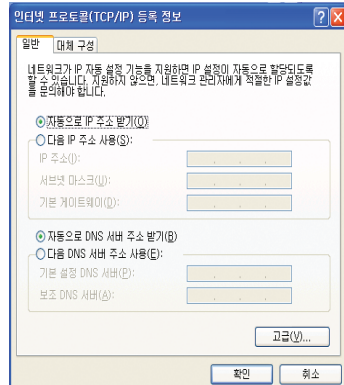 인터넷 프로토콜(TCP/IP) 등록 정보
일반 대체 구성
네트워크가 IP 자동 설정 기능을 지원하면 IP 설정이 자동으로 할당되도록
할 수 있습니다. 지원하지 않으면, 네트워크 관리자에게 적절한 IP 설정값
을 문의해야 합니다.
자동으로 IP 주소 받기(O)
다음 IP 주소 사용(S):
IP 주소(I):
서브넷 마스크(U):
기본 게이트웨이(D):
자동으로 DNS 서버 주소 받기(B)
다음 DNS 서버 주소 사용(E):
기본 설정 DNS 서버(P):
보조 DNS 서버(A):
고급(V)...
확인 취소